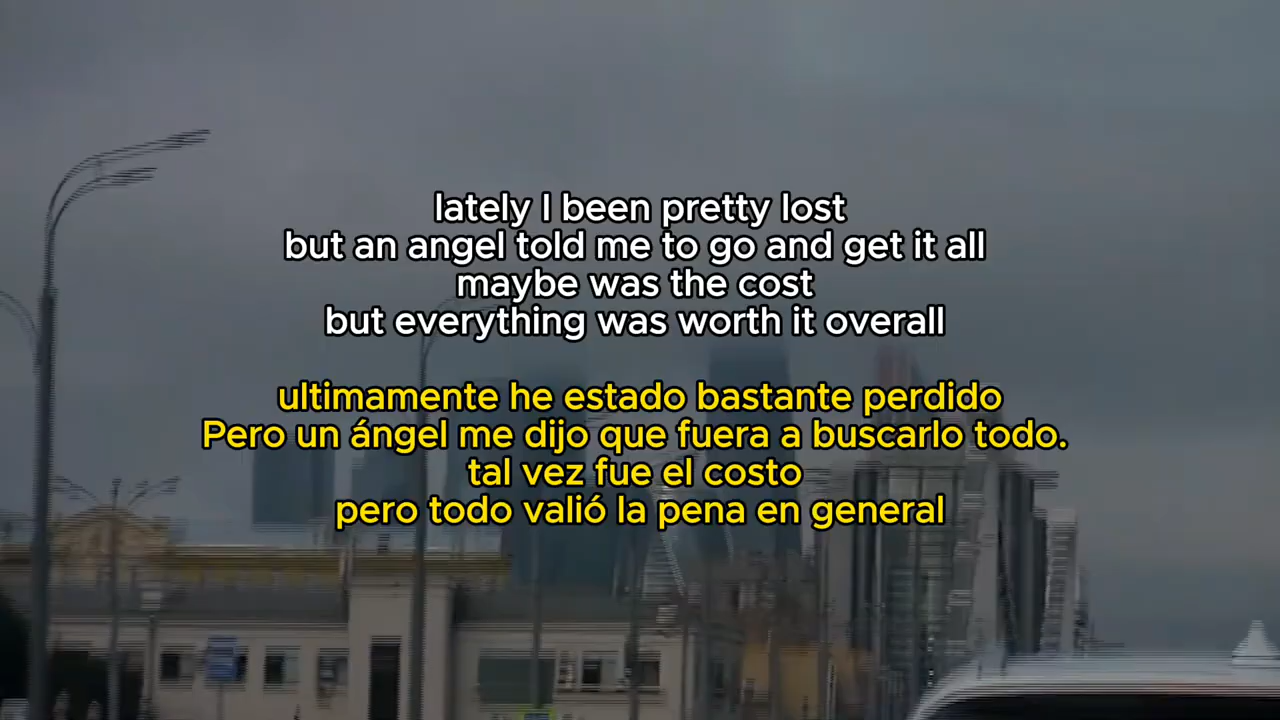 lately I been pretty lost
but an angel told me to go and get it all
maybe was the cost
but everything was worth it overall
ultimamente he estado bastante perdido
Pero un ángel me dijo que fuera a buscarlo todo.
tal vez fue el costo
pero todo valió la pena en general